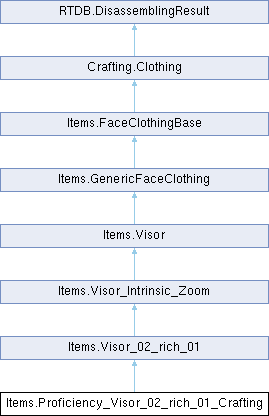 RTDB.DisassemblingResult
Crafting.Clothing
Items.FaceClothingBase
Items.GenericFaceClothing
Items.Visor
Items.Visor_Intrinsic_Zoom
Items.Visor_02_rich_01
Items.Proficiency_Visor_02_rich_01_Crafting